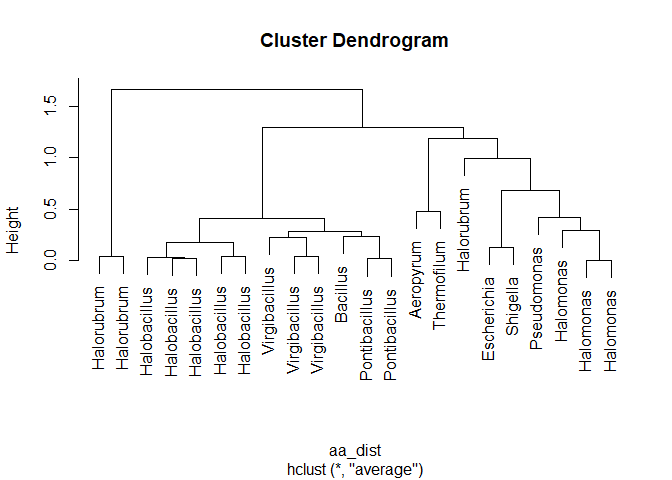 Cluster Dendrogram
Height
0.0
0.5
1.0
1.5
Halorubrum
Halorubrum
Halobacillus
Halobacillus
Halobacillus
Halobacillus
Halobacillus
Virgibacillus
Virgibacillus
Virgibacillus
Bacillus
Pontibacillus
Pontibacillus
Aeropyrum
Thermofilum
Halorubrum
Escherichia
Shigella
Pseudomonas
Halomonas
Halomonas
Halomonas
aa_dist
hclust (*, "average")